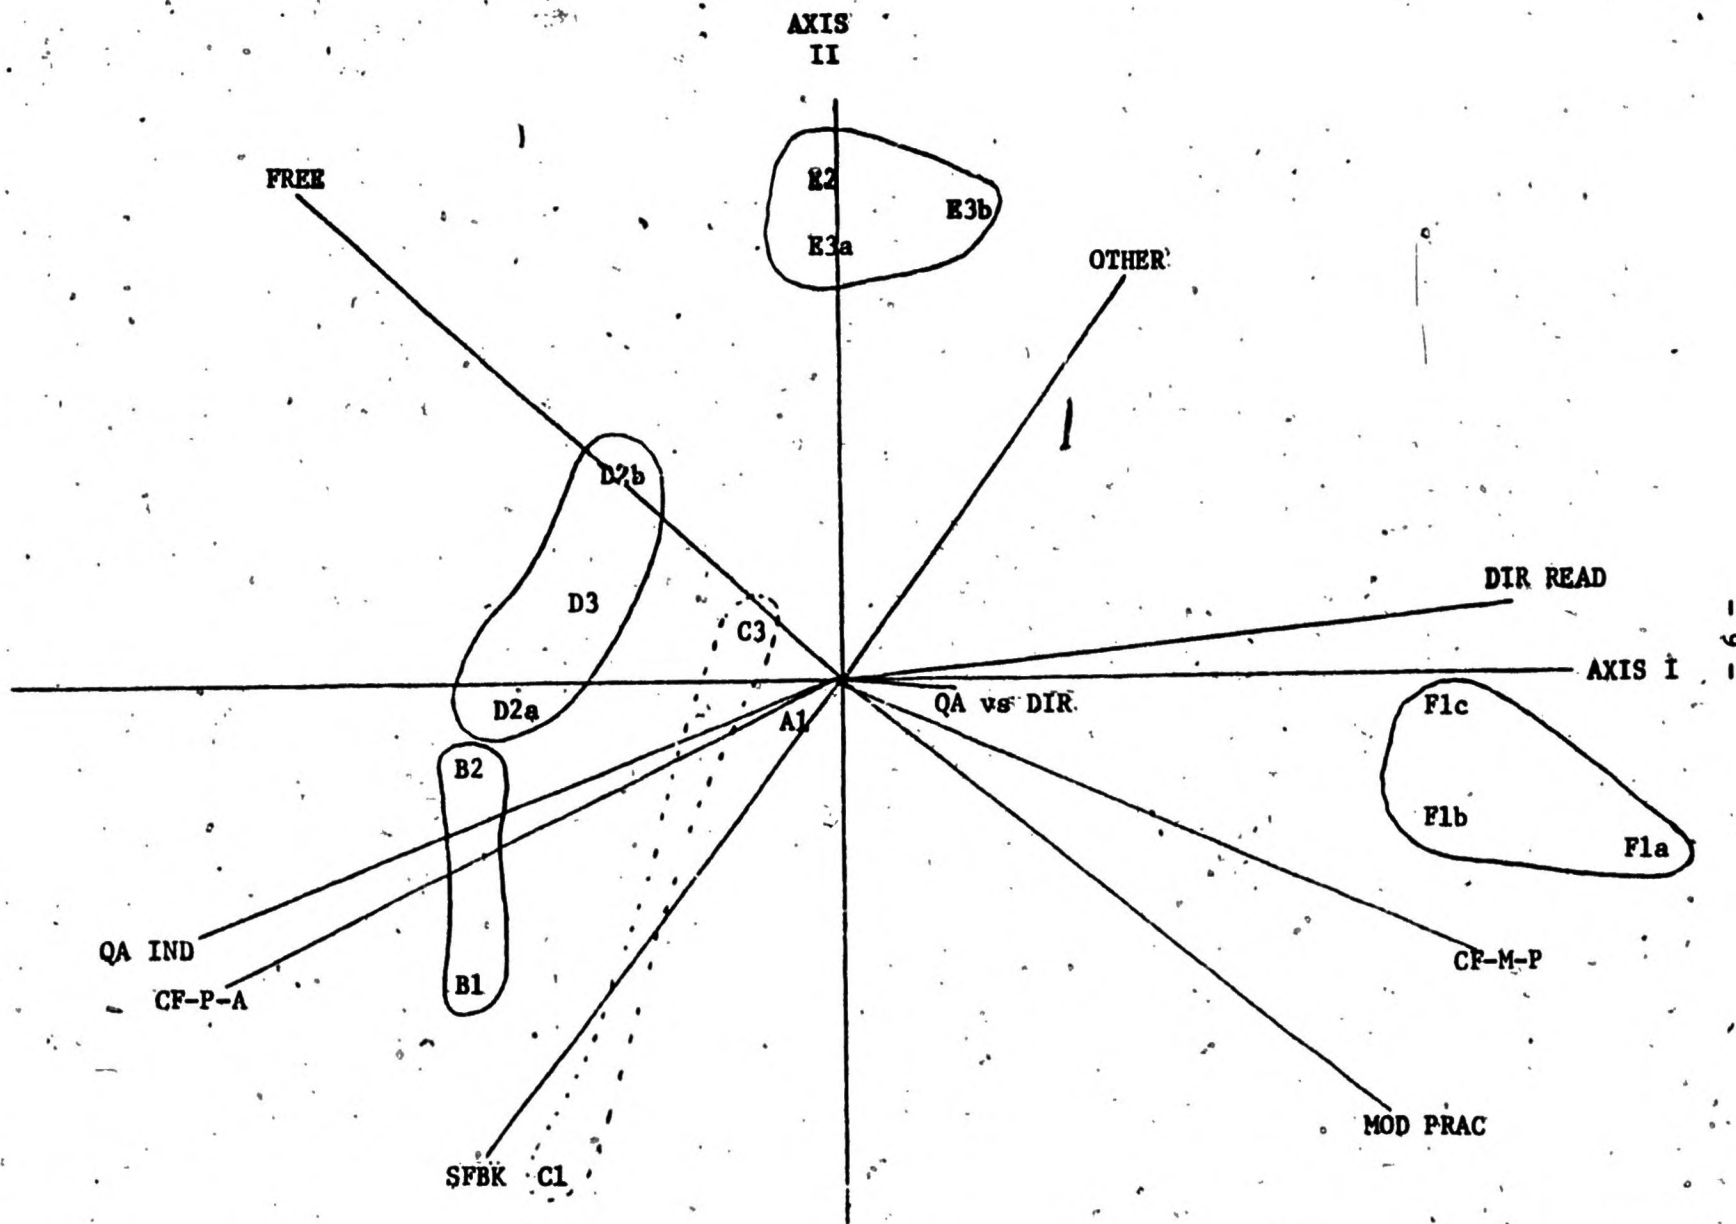 AXIS
II
FREE
E2
E3b
E3a
OTHER
D2b
DIR READ
D3
C3
AXIS I
QA vs DIR
D2a
A1
F1c
B2
F1b
F1a
QA IND
CF-P-A
B1
CF-M-P
MOD PRAC
SFBK
C1